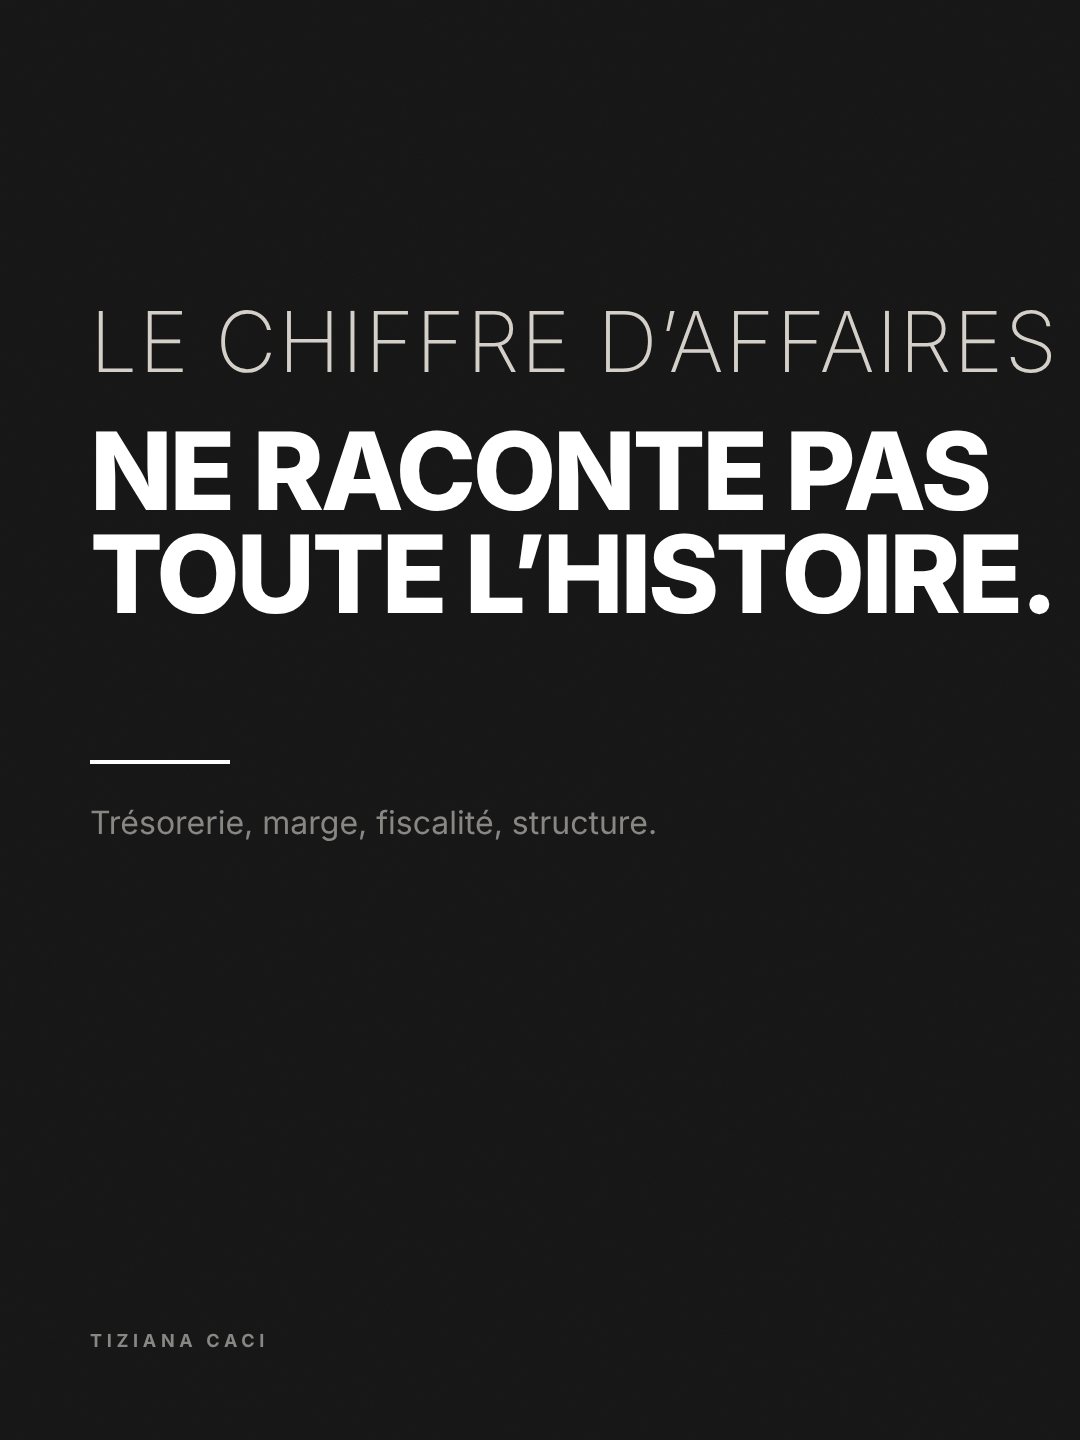 LE CHIFFRE D’AFFAIRES
NE RACONTE PAS
TOUTE L’HISTOIRE.
Trésorerie, marge, fiscalité, structure.
TIZIANA CACI